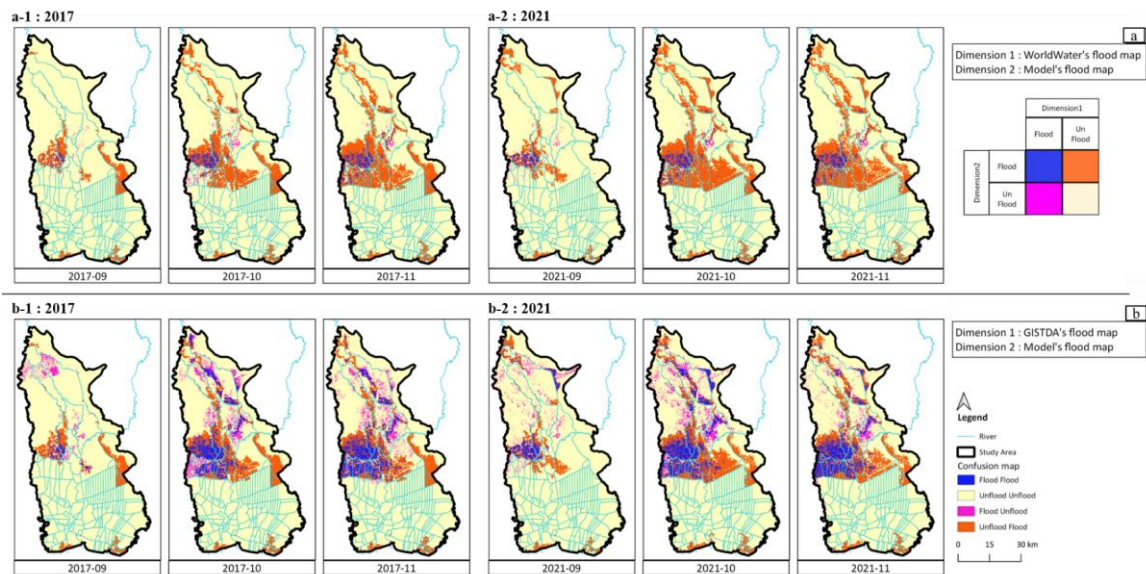 a-1 : 2017
a-2 : 2021
a
Dimension 1 : WorldWater's flood map
Dimension 2 : Model's flood map
Dimension1
Flood
Un
Flood
Dimension2
Flood
Un
Flood
2017-09
2017-10
2017-11
2021-09
2021-10
2021-11
b-1 : 2017
b-2 : 2021
b
Dimension 1 : GISTDA's flood map
Dimension 2 : Model's flood map
Legend
River
Study Area
Confusion map
Flood Flood
Unflood Unflood
Flood Unflood
Unflood Flood
0 15 30 km
2017-09
2017-10
2017-11
2021-09
2021-10
2021-11